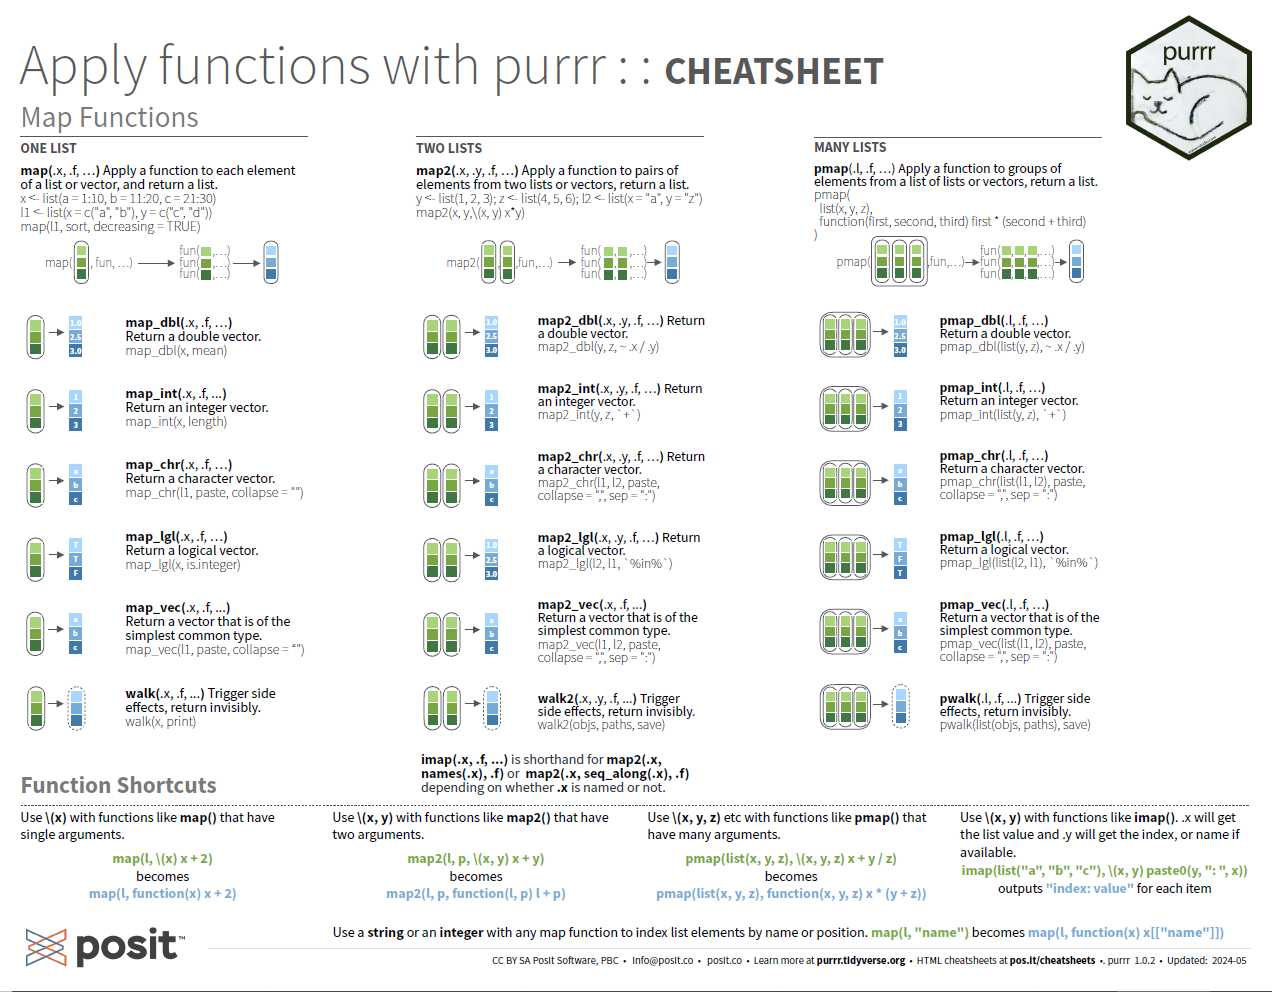 Apply functions with purrr : : CHEATSHEET
purrr
Map Functions
ONE LIST
map(.x, .f, …) Apply a function to each element
of a list or vector, and return a list.
x <- list(a = 1:10, b = 11:20, c = 21:30)
l1 <- list(x = c("a", "b"), y = c("c", "d"))
map(l1, sort, decreasing = TRUE)
map( , fun, …)
fun( ,…)
fun( ,…)
fun( ,…)
1.0
2.5
3.0
map_dbl(.x, .f, …)
Return a double vector.
map_dbl(x, mean)
1
2
3
map_int(.x, .f, ...)
Return an integer vector.
map_int(x, length)
a
b
c
map_chr(.x, .f, …)
Return a character vector.
map_chr(l1, paste, collapse = "")
T
T
F
map_lgl(.x, .f, …)
Return a logical vector.
map_lgl(x, is.integer)
a
b
c
map_vec(.x, .f, ...)
Return a vector that is of the
simplest common type.
map_vec(l1, paste, collapse = “")
walk(.x, .f, ...) Trigger side
effects, return invisibly.
walk(x, print)
TWO LISTS
map2(.x, .y, .f, …) Apply a function to pairs of
elements from two lists or vectors, return a list.
y <- list(1, 2, 3); z <- list(4, 5, 6); l2 <- list(x = "a", y = "z")
map2(x, y,\(x, y) x*y)
map2( , ,fun,…)
fun( ,…)
fun( ,…)
fun( ,…)
1.0
2.5
3.0
map2_dbl(.x, .y, .f, …) Return
a double vector.
map2_dbl(y, z, ~ .x / .y)
1
2
3
map2_int(.x, .y, .f, …) Return
an integer vector.
map2_int(y, z, `+`)
a
b
c
map2_chr(.x, .y, .f, …) Return
a character vector.
map2_chr(l1, l2, paste,
collapse = ",", sep = ":")
1.0
2.5
3.0
map2_lgl(.x, .y, .f, …) Return
a logical vector.
map2_lgl(l2, l1, `%in%`)
a
b
c
map2_vec(.x, .f, ...)
Return a vector that is of the
simplest common type.
map2_vec(l1, l2, paste,
collapse = ",", sep = ":")
walk2(.x, .y, .f, ...) Trigger
side effects, return invisibly.
walk2(objs, paths, save)
imap(.x, .f, ...) is shorthand for map2(.x,
names(.x), .f) or map2(.x, seq_along(.x), .f)
depending on whether .x is named or not.
MANY LISTS
pmap(.l, .f, …) Apply a function to groups of
elements from a list of lists or vectors, return a list.
pmap(
list(x, y, z),
function(first, second, third) first * (second + third)
)
pmap( ,fun,…)
fun( ,…)
fun( ,…)
fun( ,…)
1.0
2.5
3.0
pmap_dbl(.l, .f, …)
Return a double vector.
pmap_dbl(list(y, z), ~ .x / .y)
1
2
3
pmap_int(.l, .f, …)
Return an integer vector.
pmap_int(list(y, z), `+`)
a
b
c
pmap_chr(.l, .f, …)
Return a character vector.
pmap_chr(list(l1, l2), paste,
collapse = ",", sep = ":")
T
F
T
pmap_lgl(.l, .f, …)
Return a logical vector.
pmap_lgl(list(l2, l1), `%in%`)
a
b
c
pmap_vec(.l, .f, …)
Return a vector that is of the
simplest common type.
pmap_vec(list(l1, l2), paste,
collapse = ",", sep = ":")
pwalk(.l, .f, ...) Trigger side
effects, return invisibly.
pwalk(list(objs, paths), save)
Function Shortcuts
Use \(x) with functions like map() that have
single arguments.
map(l, \(x) x + 2)
becomes
map(l, function(x) x + 2)
Use \(x, y) with functions like map2() that have
two arguments.
map2(l, p, \(x, y) x + y)
becomes
map2(l, p, function(l, p) l + p)
Use \(x, y, z) etc with functions like pmap() that
have many arguments.
pmap(list(x, y, z), \(x, y, z) x + y / z)
becomes
pmap(list(x, y, z), function(x, y, z) x * (y + z))
Use \(x, y) with functions like imap(). .x will get
the list value and .y will get the index, or name if
available.
imap(list("a", "b", "c"), \(x, y) paste0(y, ": ", x))
outputs "index: value" for each item
Use a string or an integer with any map function to index list elements by name or position. map(l, "name") becomes map(l, function(x) x[["name"]])
posit™
CC BY SA Posit Software, PBC • info@posit.co • posit.co • Learn more at purrr.tidyverse.org • HTML cheatsheets at pos.it/cheatsheets •. purrr 1.0.2 • Updated: 2024-05